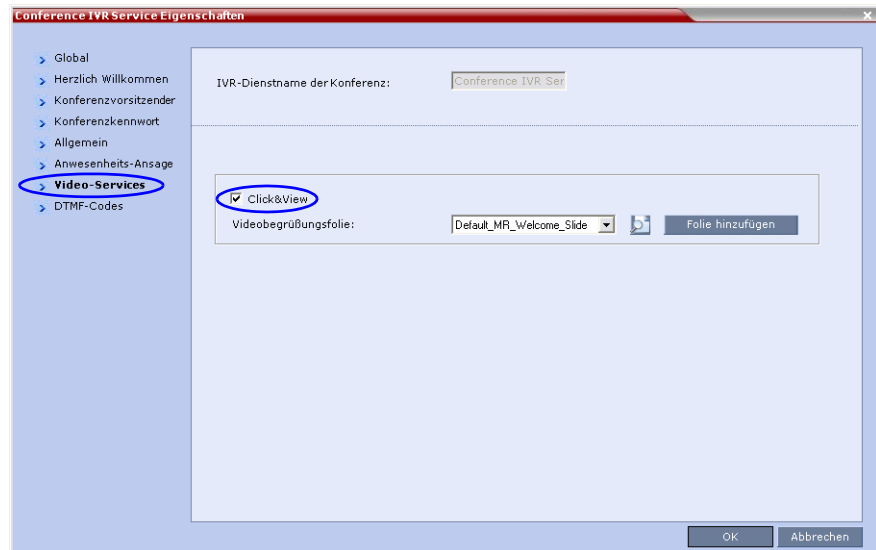 Conference IVR Service Eigenschaften
Global
Herzlich Willkommen
Konferenzvorsitzender
Konferenzkennwort
Allgemein
Anwesenheits-Ansage
Video-Services
DTMF-Codes
IVR-Dienstname der Konferenz: Conference IVR Ser
Click&View
Videobegrüßungsfolie: Default_MR_Welcome_Slide Folie hinzufügen
OK Abbrechen